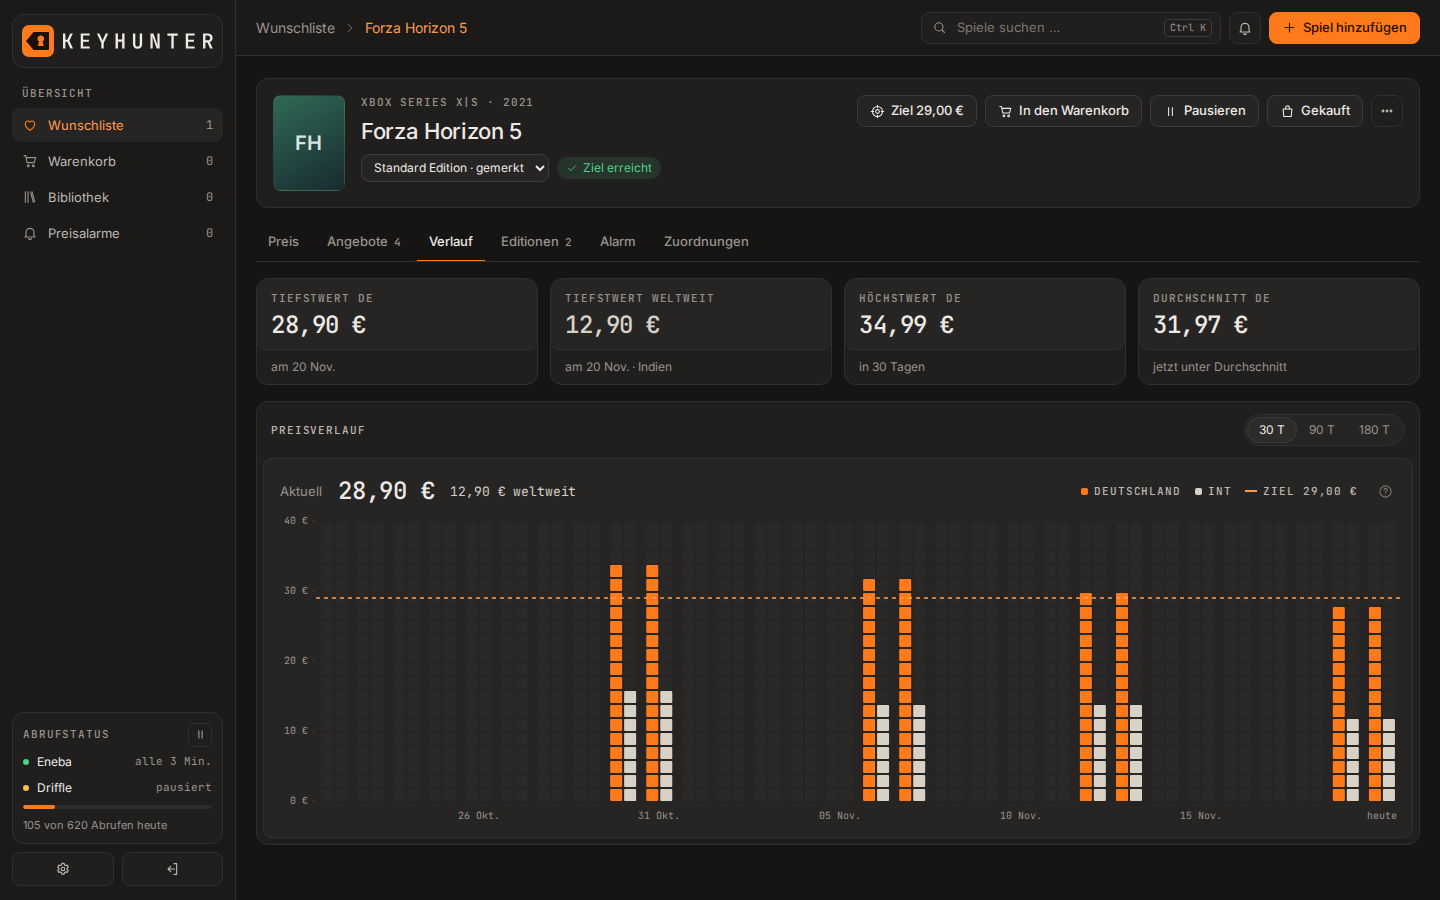 KEYHUNTER
Wunschliste > Forza Horizon 5
Spiele suchen ...
Ctrl K
+ Spiel hinzufügen
ÜBERSICHT
Wunschliste 1
Warenkorb 0
Bibliothek 0
Preisalarme 0
FH
XBOX SERIES X|S · 2021
Forza Horizon 5
Standard Edition · gemerkt
Ziel erreicht
Ziel 29,00 €
In den Warenkorb
Pausieren
Gekauft
Preis
Angebote 4
Verlauf
Editionen 2
Alarm
Zuordnungen
TIEFSTWERT DE
28,90 €
am 20 Nov.
TIEFSTWERT WELTWEIT
12,90 €
am 20 Nov. · Indien
HÖCHSTWERT DE
34,99 €
in 30 Tagen
DURCHSCHNITT DE
31,97 €
jetzt unter Durchschnitt
PREISVERLAUF
30 T
90 T
180 T
Aktuell 28,90 € 12,90 € weltweit
DEUTSCHLAND
INT
ZIEL 29,00 €
40 €
30 €
20 €
10 €
0 €
26 Okt.
31 Okt.
05 Nov.
10 Nov.
15 Nov.
heute
ABRUFSTATUS
Eneba alle 3 Min.
Driffle pausiert
105 von 620 Abrufen heute